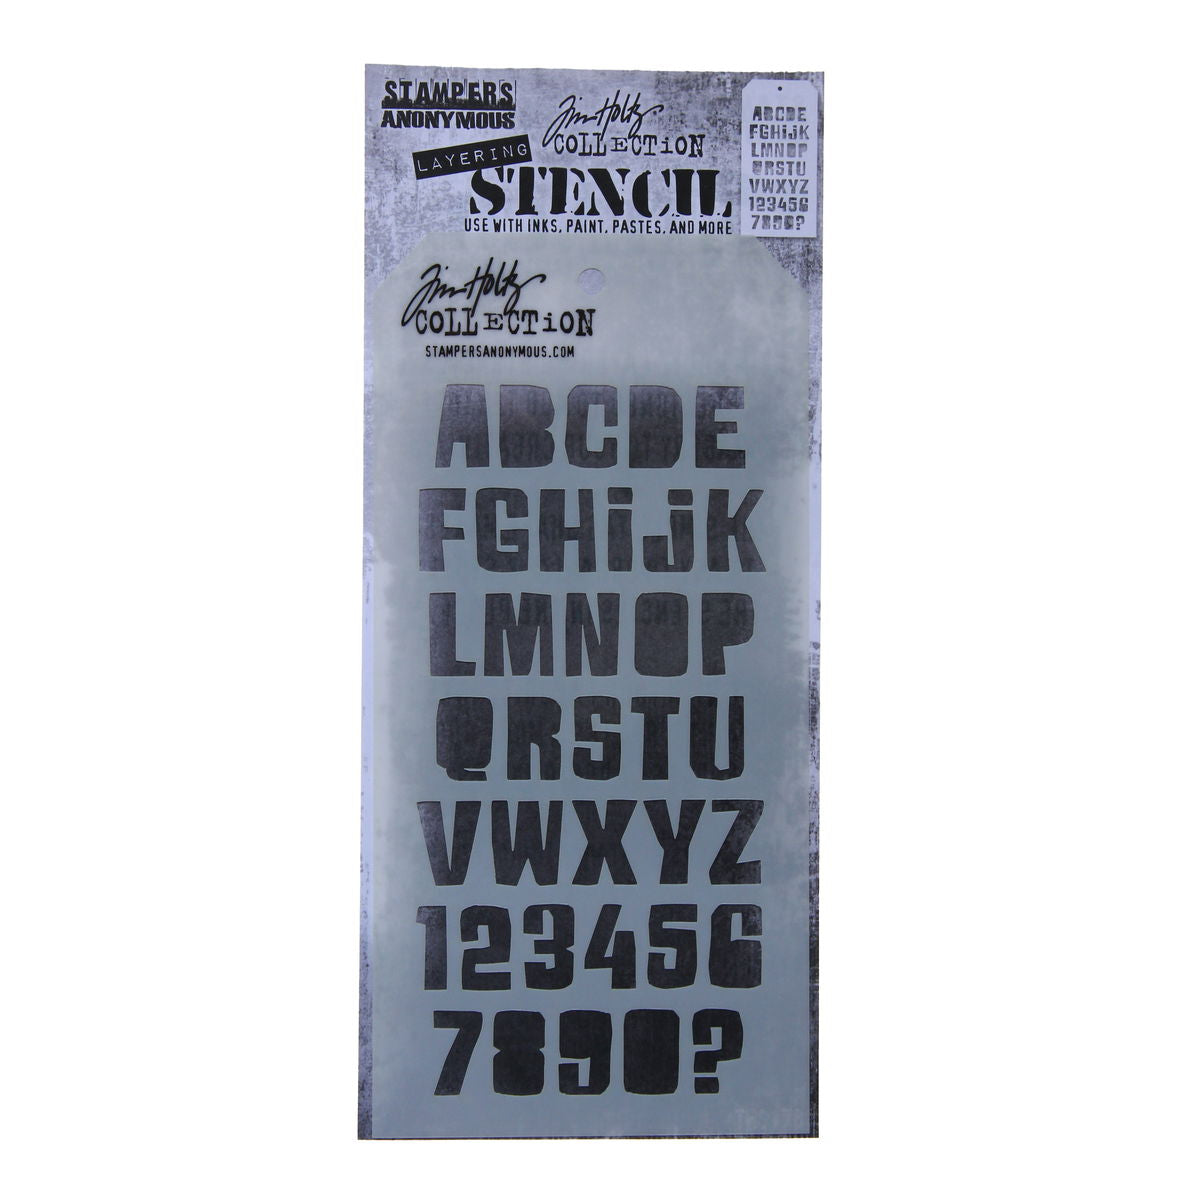 STAMPERS
ANONYMOUS
Tim Holtz
COLLECTiON
LAYERING
STENCIL
USE WITH INKS, PAINT, PASTES, AND MORE
ABCDE
FGHiJK
LMNOP
QRSTU
VWXYZ
123456
7890?
Tim Holtz
COLLECTiON
STAMPERSANONYMOUS.COM
ABCDE
FGHijK
LMNOP
QRSTU
VWXYZ
123456
7890?